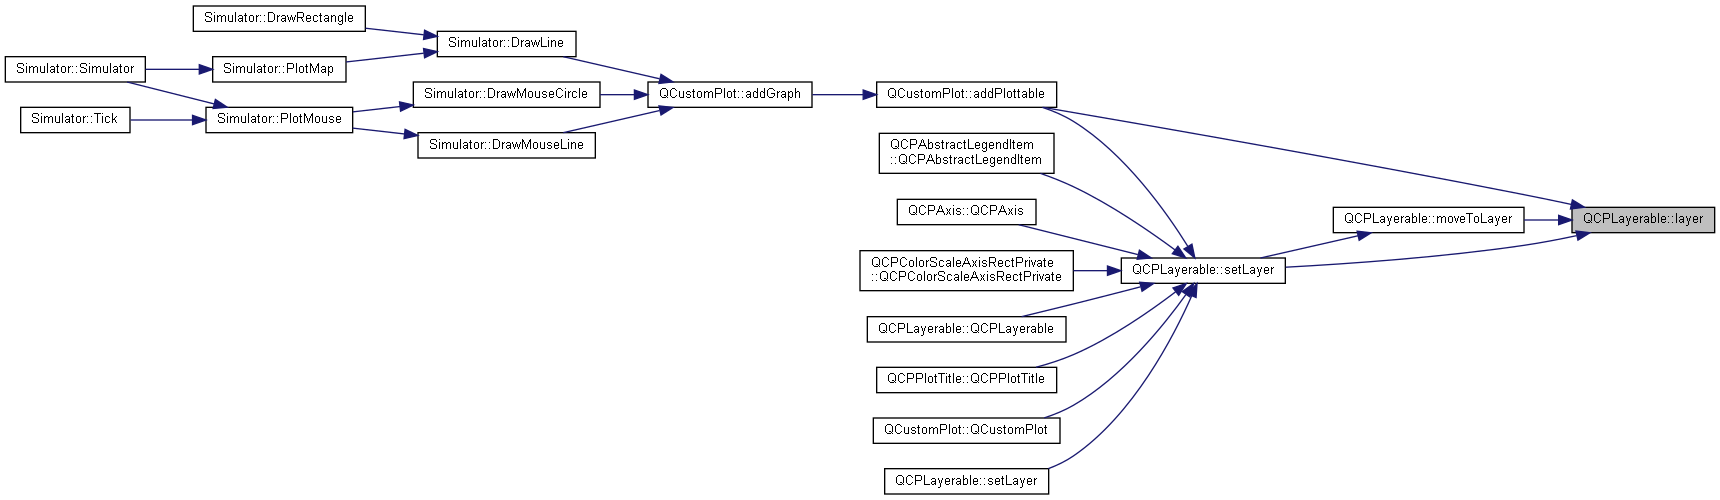 Simulator::DrawRectangle
Simulator::DrawLine
Simulator::Simulator
Simulator::PlotMap
Simulator::DrawMouseCircle
QCustomPlot::addGraph
QCustomPlot::addPlottable
Simulator::Tick
Simulator::PlotMouse
Simulator::DrawMouseLine
QCPAbstractLegendItem
::QCPAbstractLegendItem
QCPAxis::QCPAxis
QCPLayerable::moveToLayer
QCPLayerable::layer
QCPColorScaleAxisRectPrivate
::QCPColorScaleAxisRectPrivate
QCPLayerable::setLayer
QCPLayerable::QCPLayerable
QCPPlotTitle::QCPPlotTitle
QCustomPlot::QCustomPlot
QCPLayerable::setLayer